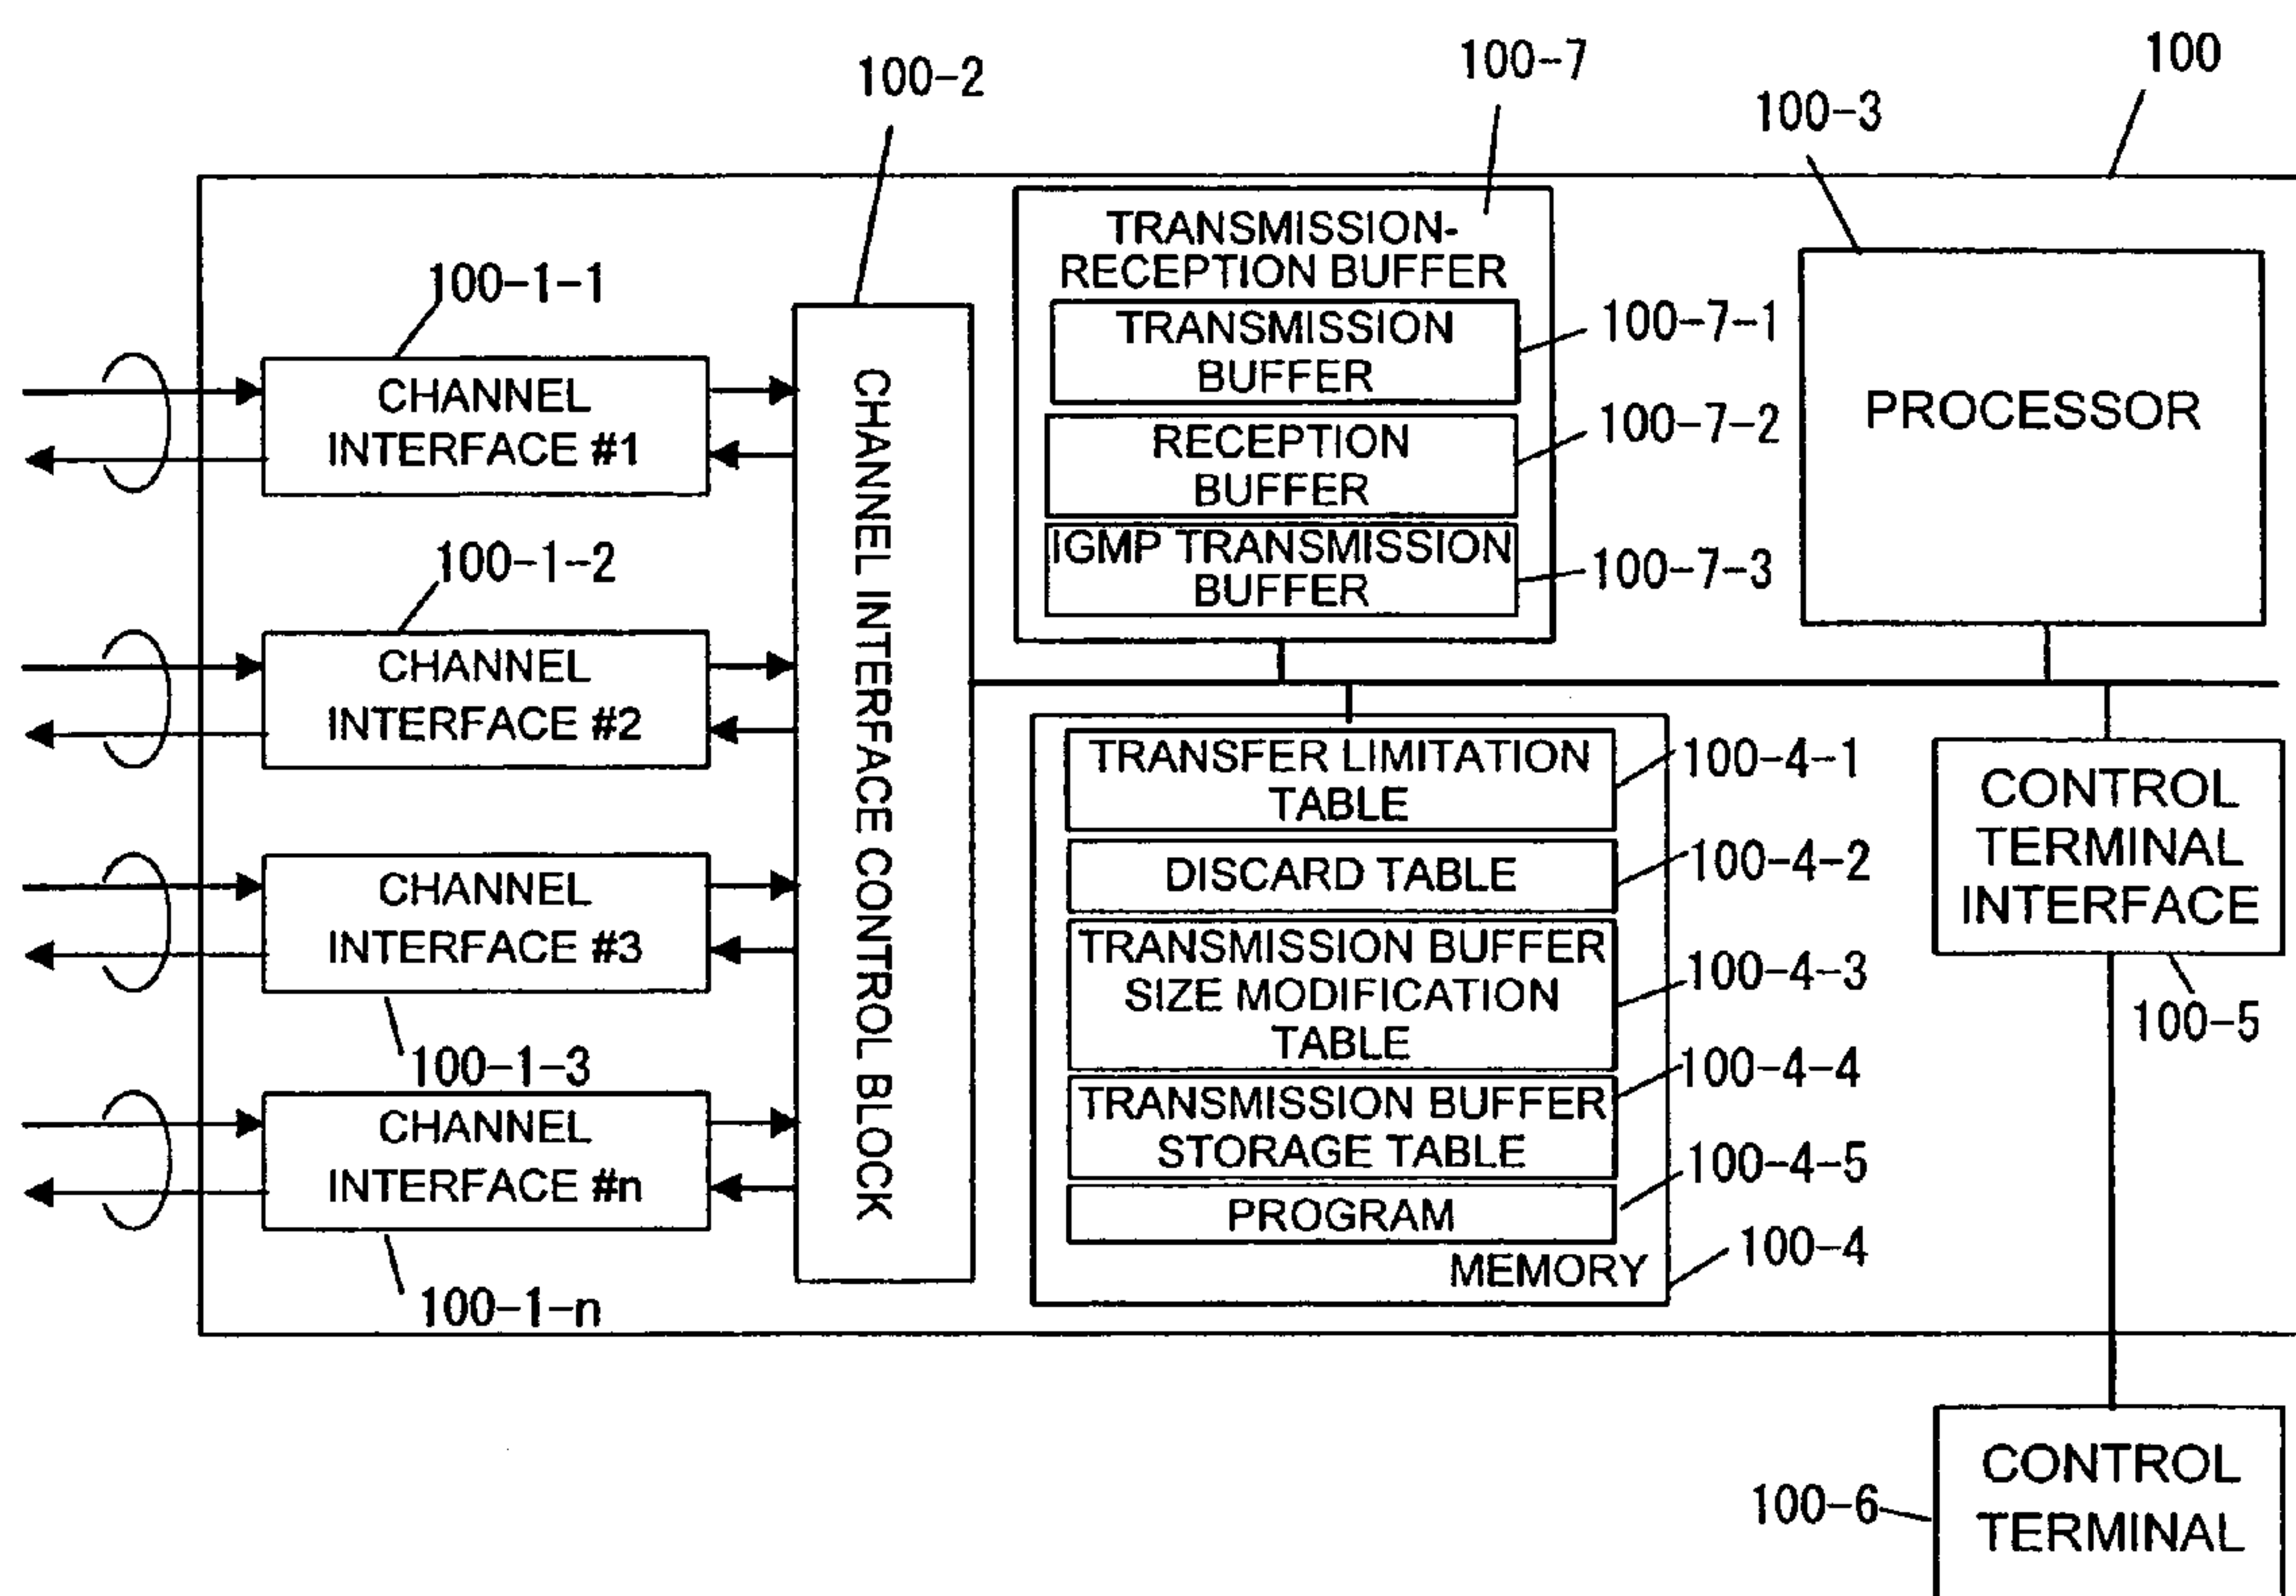 100-2
100-7
100
100-3
TRANSMISSION-
RECEPTION BUFFER
TRANSMISSION
BUFFER
100-7-1
RECEPTION
BUFFER
100-7-2
IGMP TRANSMISSION
BUFFER
100-7-3
PROCESSOR
100-1-1
CHANNEL
INTERFACE #1
100-1-2
CHANNEL
INTERFACE #2
CHANNEL
INTERFACE #3
100-1-3
CHANNEL
INTERFACE #n
100-1-n
CHANNEL INTERFACE CONTROL BLOCK
TRANSFER LIMITATION
TABLE
100-4-1
DISCARD TABLE
100-4-2
TRANSMISSION BUFFER
SIZE MODIFICATION
TABLE
100-4-3
TRANSMISSION BUFFER
STORAGE TABLE
100-4-4
PROGRAM
100-4-5
MEMORY
100-4
CONTROL
TERMINAL
INTERFACE
100-5
CONTROL
TERMINAL
100-6